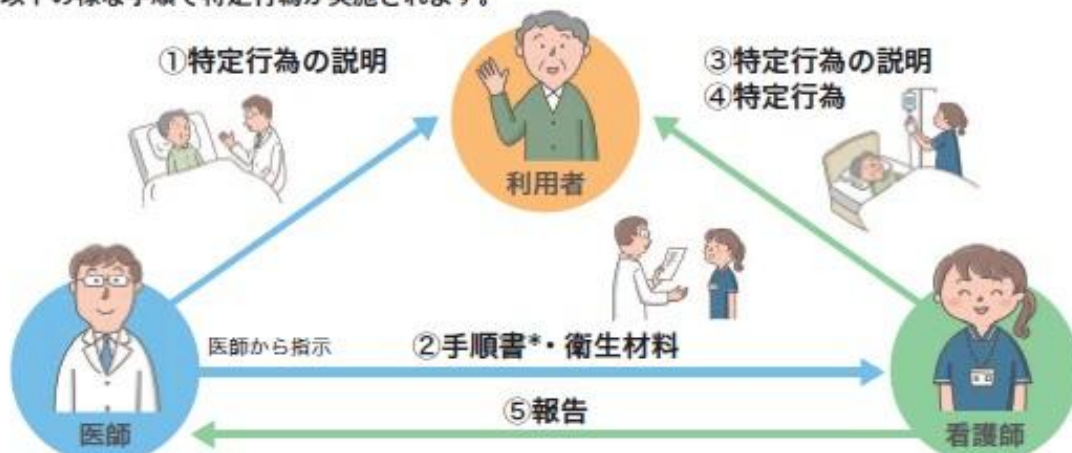 以下の様な手順で特定行為が実施されます。
①特定行為の説明
③特定行為の説明
④特定行為
利用者
医師から指示
②手順書*・衛生材料
⑤報告
医師
看護師